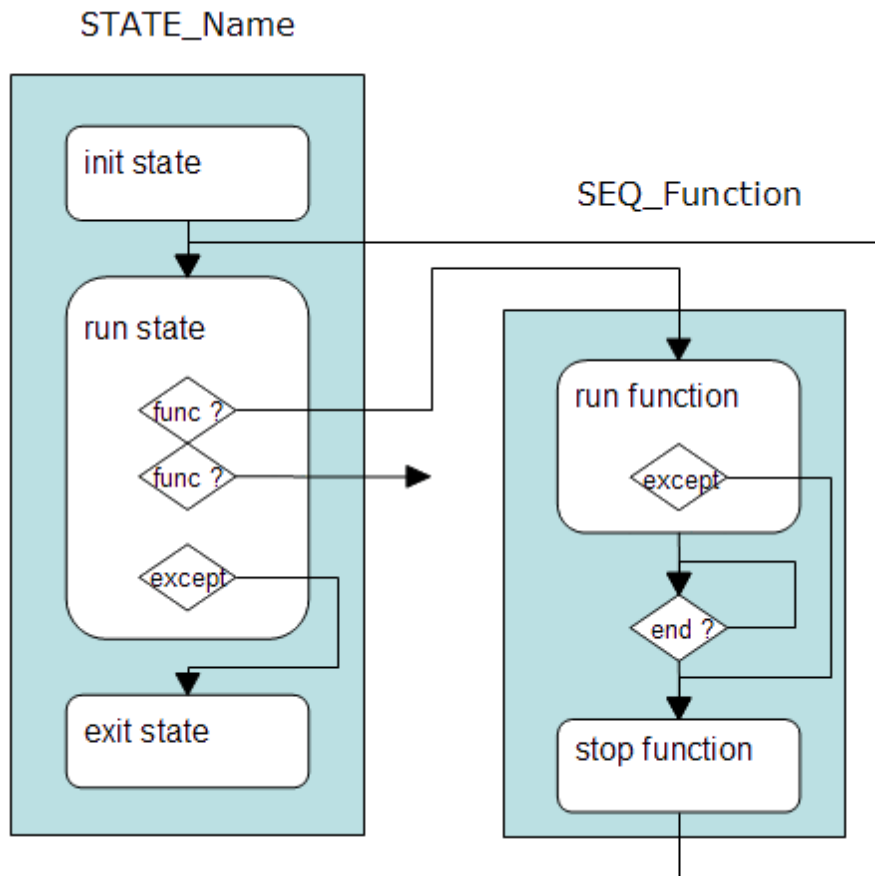 STATE_Name
init state
run state
func ?
func ?
except
exit state
SEQ_Function
run function
except
end ?
stop function